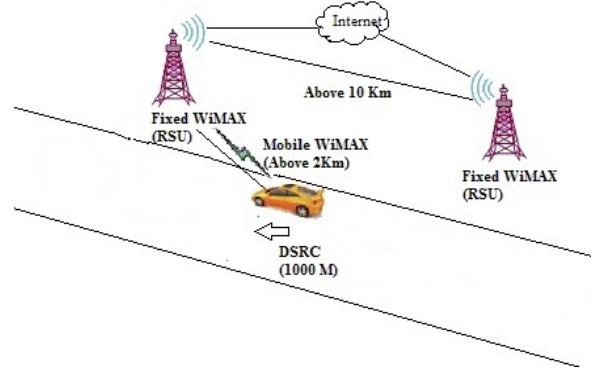 Internet
Above 10 Km
Fixed WiMAX
(RSU)
Mobile WiMAX
(Above 2Km)
Fixed WiMAX
(RSU)
DSRC
(1000 M)